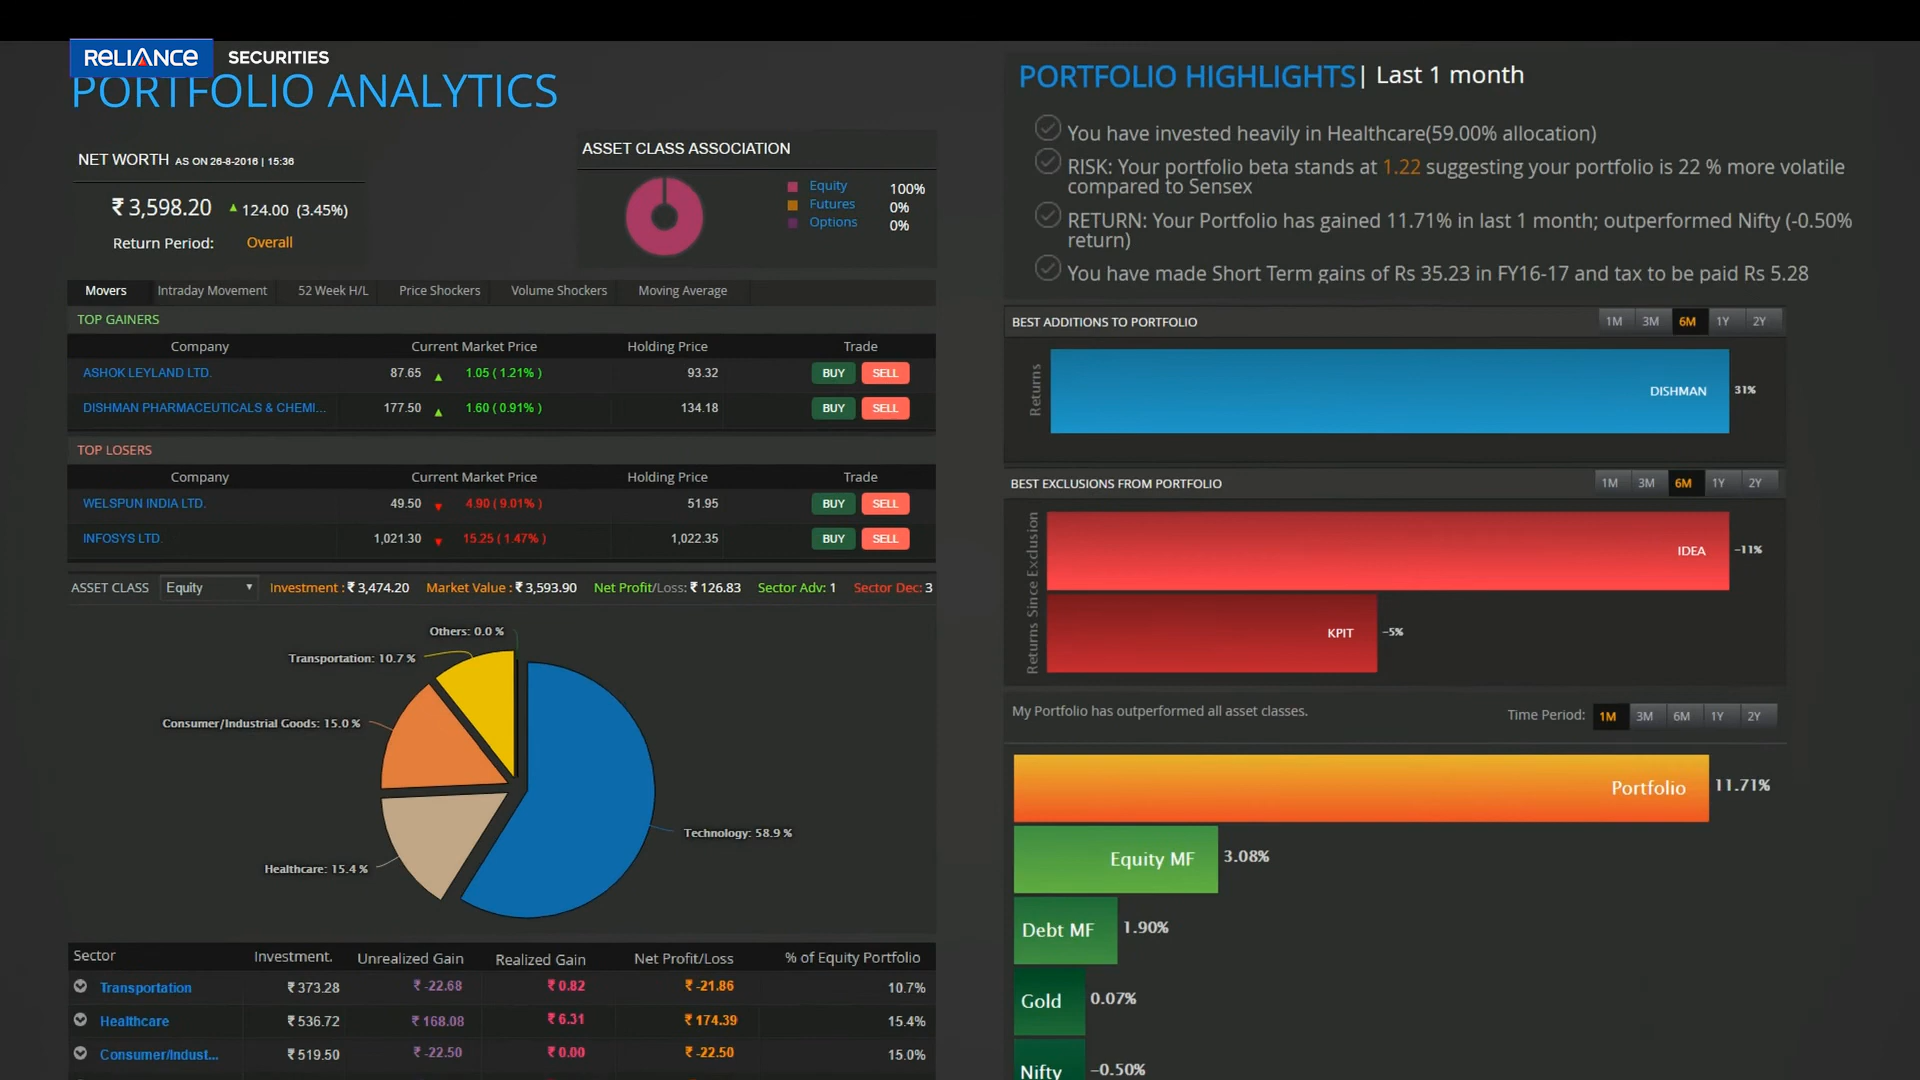 RELIANCE SECURITIES
PORTFOLIO ANALYTICS
NET WORTH AS ON 26-8-2016 | 15:36
₹ 3,598.20 ▲ 124.00 (3.45%)
Return Period: Overall
ASSET CLASS ASSOCIATION
Equity 100%
Futures 0%
Options 0%
Movers Intraday Movement 52 Week H/L Price Shockers Volume Shockers Moving Average
TOP GAINERS
Company Current Market Price Holding Price Trade
ASHOK LEYLAND LTD. 87.65 ▲ 1.05 ( 1.21% ) 93.32 BUY SELL
DISHMAN PHARMACEUTICALS & CHEMI... 177.50 ▲ 1.60 ( 0.91% ) 134.18 BUY SELL
TOP LOSERS
Company Current Market Price Holding Price Trade
WELSPUN INDIA LTD. 49.50 ▼ 4.90 ( 9.01% ) 51.95 BUY SELL
INFOSYS LTD. 1,021.30 ▼ 15.25 ( 1.47% ) 1,022.35 BUY SELL
ASSET CLASS Equity ▼ Investment : ₹ 3,474.20 Market Value : ₹ 3,593.90 Net Profit/Loss: ₹ 126.83 Sector Adv: 1 Sector Dec: 3
Others: 0.0 %
Transportation: 10.7 %
Consumer/Industrial Goods: 15.0 %
Technology: 58.9 %
Healthcare: 15.4 %
Sector Investment. Unrealized Gain Realized Gain Net Profit/Loss % of Equity Portfolio
Transportation ₹ 373.28 ₹ -22.68 ₹ 0.82 ₹ -21.86 10.7%
Healthcare ₹ 536.72 ₹ 168.08 ₹ 6.31 ₹ 174.39 15.4%
Consumer/Indust... ₹ 519.50 ₹ -22.50 ₹ 0.00 ₹ -22.50 15.0%
PORTFOLIO HIGHLIGHTS| Last 1 month
You have invested heavily in Healthcare(59.00% allocation)
RISK: Your portfolio beta stands at 1.22 suggesting your portfolio is 22 % more volatile
compared to Sensex
RETURN: Your Portfolio has gained 11.71% in last 1 month; outperformed Nifty (-0.50%
return)
You have made Short Term gains of Rs 35.23 in FY16-17 and tax to be paid Rs 5.28
BEST ADDITIONS TO PORTFOLIO 1M 3M 6M 1Y 2Y
Returns
DISHMAN 31%
BEST EXCLUSIONS FROM PORTFOLIO 1M 3M 6M 1Y 2Y
Returns Since Exclusion
IDEA -11%
KPIT -5%
My Portfolio has outperformed all asset classes. Time Period: 1M 3M 6M 1Y 2Y
Portfolio 11.71%
Equity MF 3.08%
Debt MF 1.90%
Gold 0.07%
Nifty -0.50%